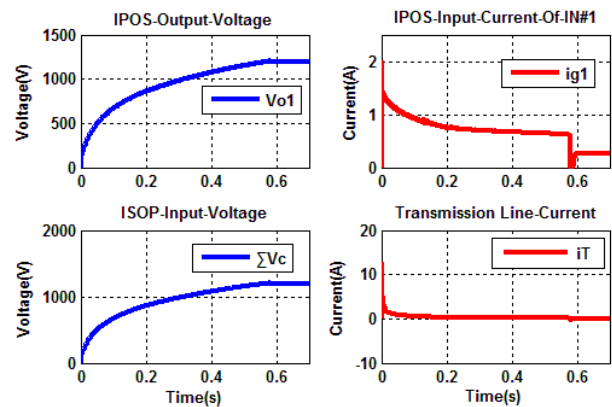 IPOS-Output-Voltage
Voltage(V)
1500
1000
500
0
0
0.2
0.4
0.6
Vo1
IPOS-Input-Current-Of-IN#1
Current(A)
2
1
0
0
0.2
0.4
0.6
ig1
ISOP-Input-Voltage
Voltage(V)
2000
1000
0
0
0.2
0.4
0.6
Time(s)
∑Vc
Transmission Line-Current
Current(A)
20
10
0
-10
0
0.2
0.4
0.6
Time(s)
iT